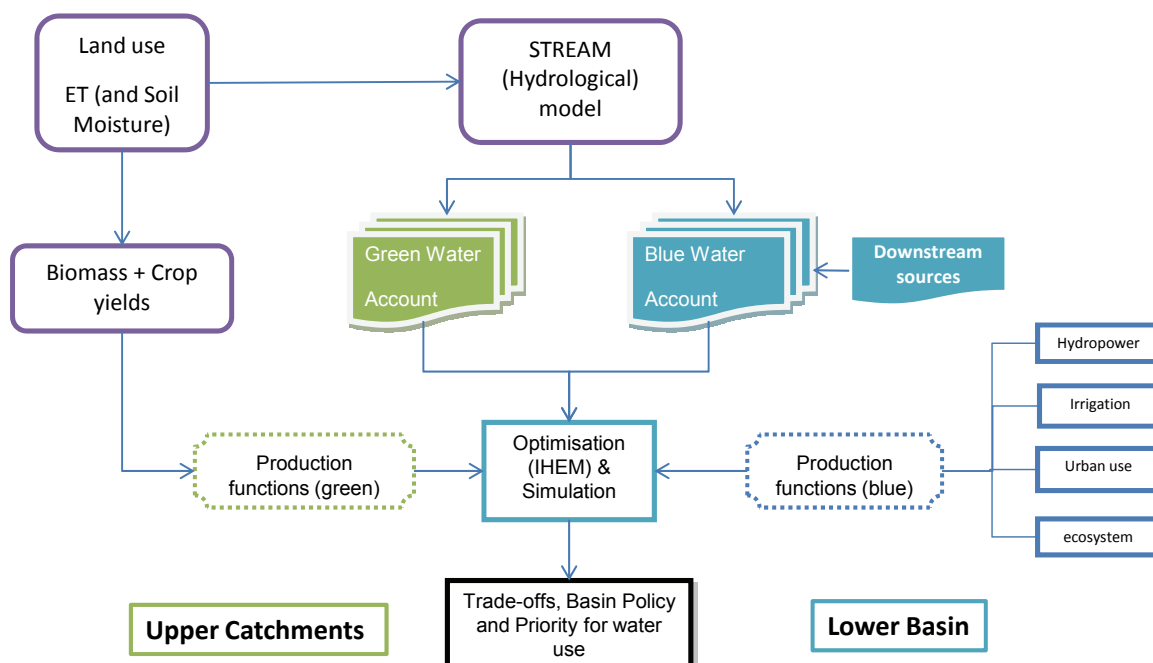 Land use
ET (and Soil
Moisture)
STREAM
(Hydrological)
model
Biomass + Crop
yields
Green Water
Account
Blue Water
Account
Downstream
sources
Hydropower
Irrigation
Urban use
ecosystem
Production
functions (green)
Optimisation
(IHEM) &
Simulation
Production
functions (blue)
Upper Catchments
Trade-offs, Basin Policy
and Priority for water
use
Lower Basin